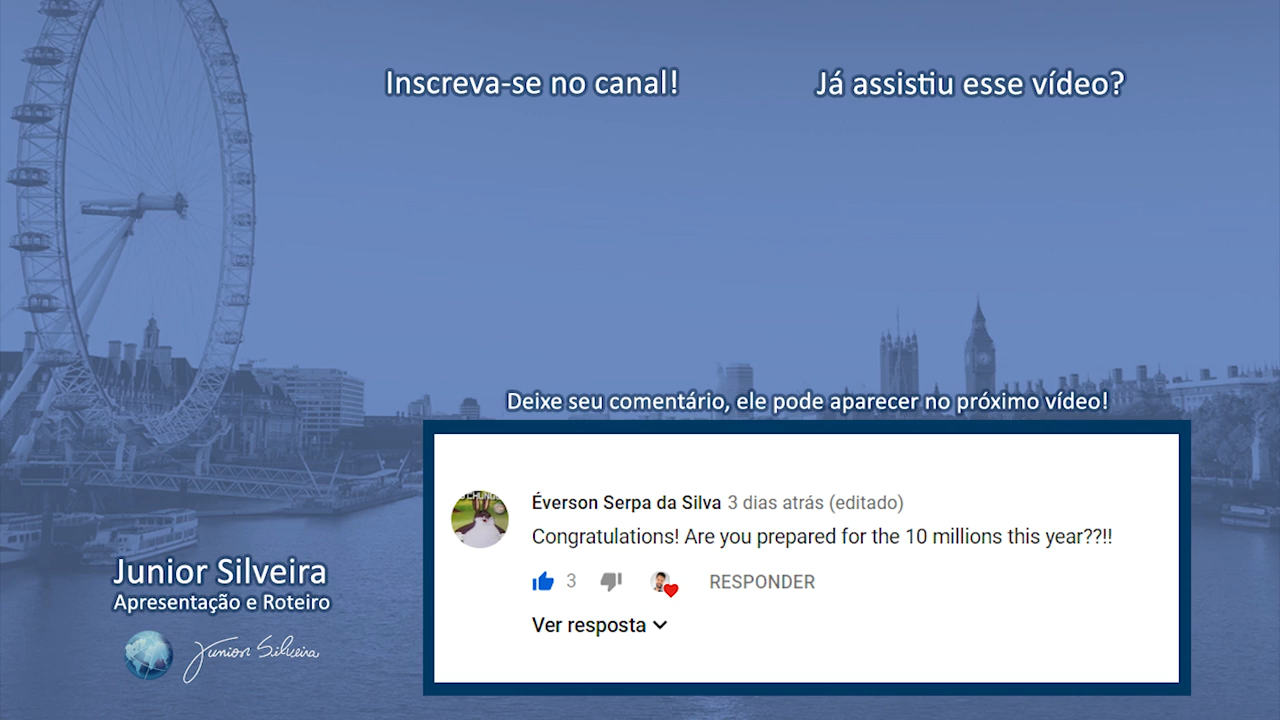 Inscreva-se no canal!
Já assistiu esse vídeo?
Deixe seu comentário, ele pode aparecer no próximo vídeo!
Éverson Serpa da Silva 3 dias atrás (editado)
Congratulations! Are you prepared for the 10 millions this year??!!
3 RESPONDER
Ver resposta
Junior Silveira
Apresentação e Roteiro
Junior Silveira